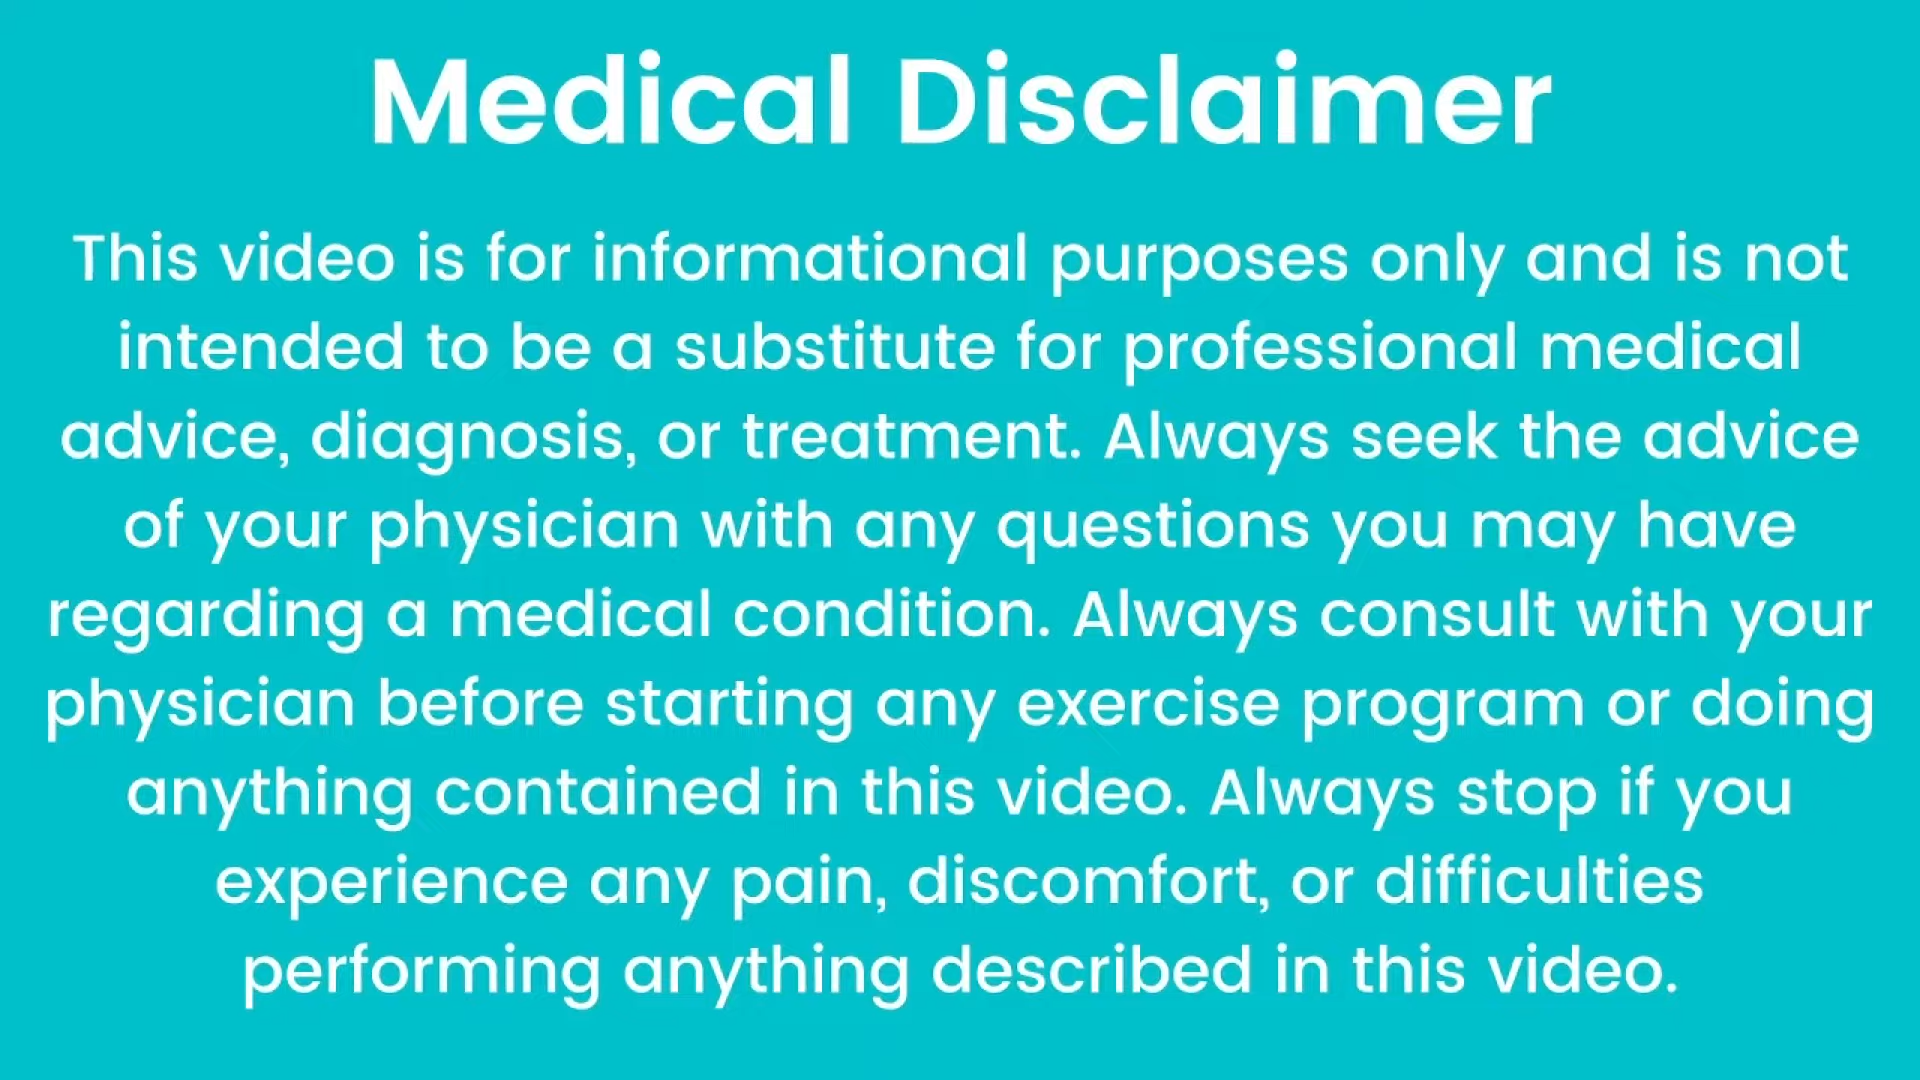 Medical Disclaimer
This video is for informational purposes only and is not
intended to be a substitute for professional medical
advice, diagnosis, or treatment. Always seek the advice
of your physician with any questions you may have
regarding a medical condition. Always consult with your
physician before starting any exercise program or doing
anything contained in this video. Always stop if you
experience any pain, discomfort, or difficulties
performing anything described in this video.